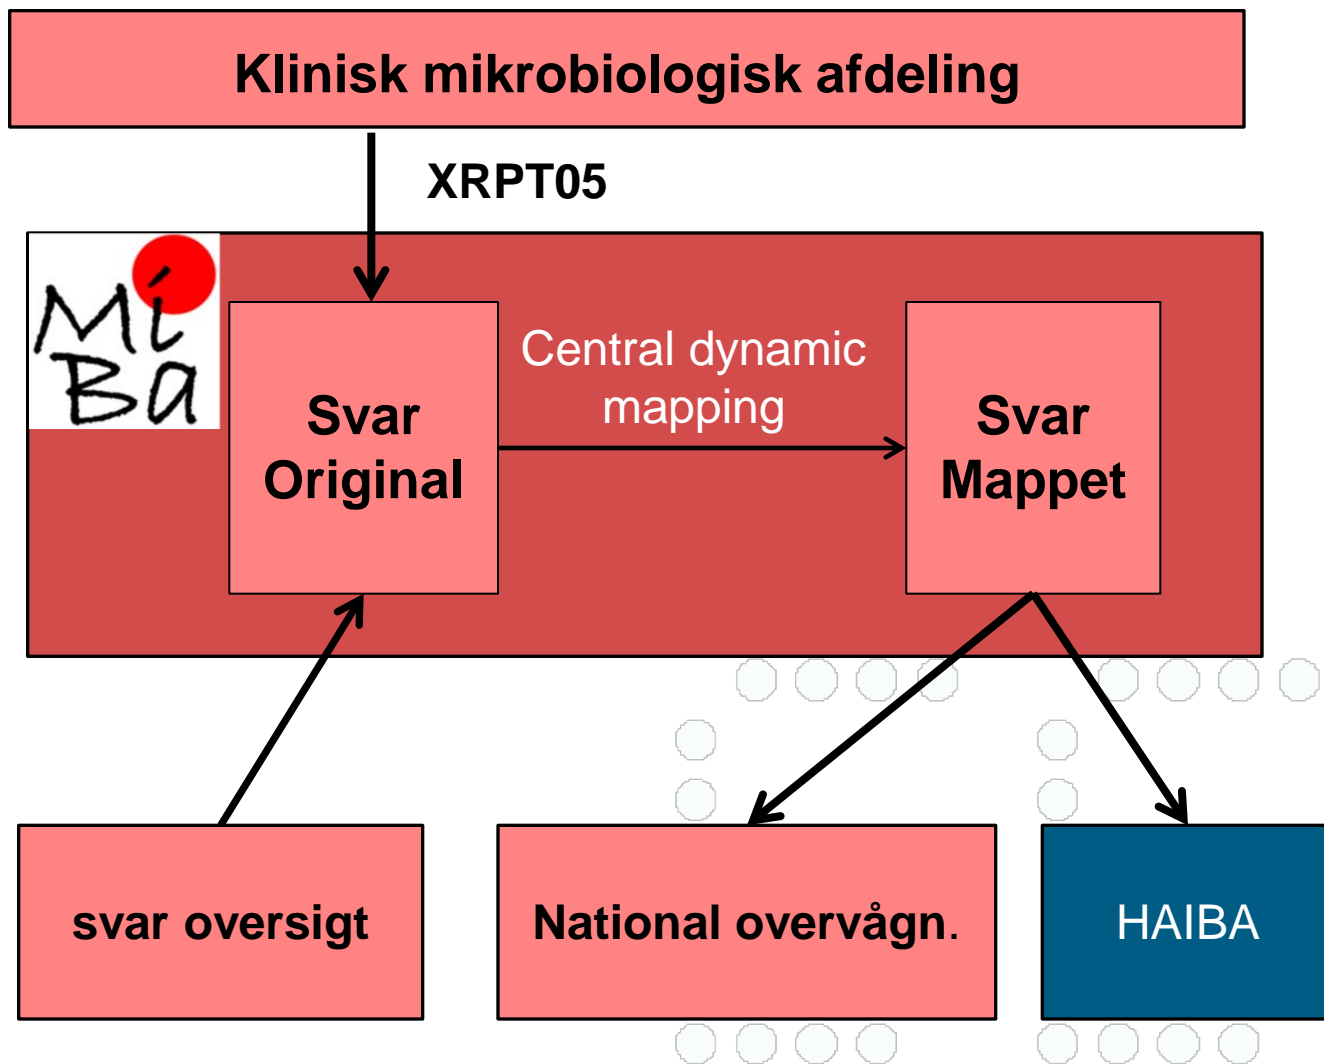 Klinisk mikrobiologisk afdeling
XRPT05
Mi
Ba
Svar
Original
Central dynamic
mapping
Svar
Mappet
svar oversigt
National overvågn.
HAIBA